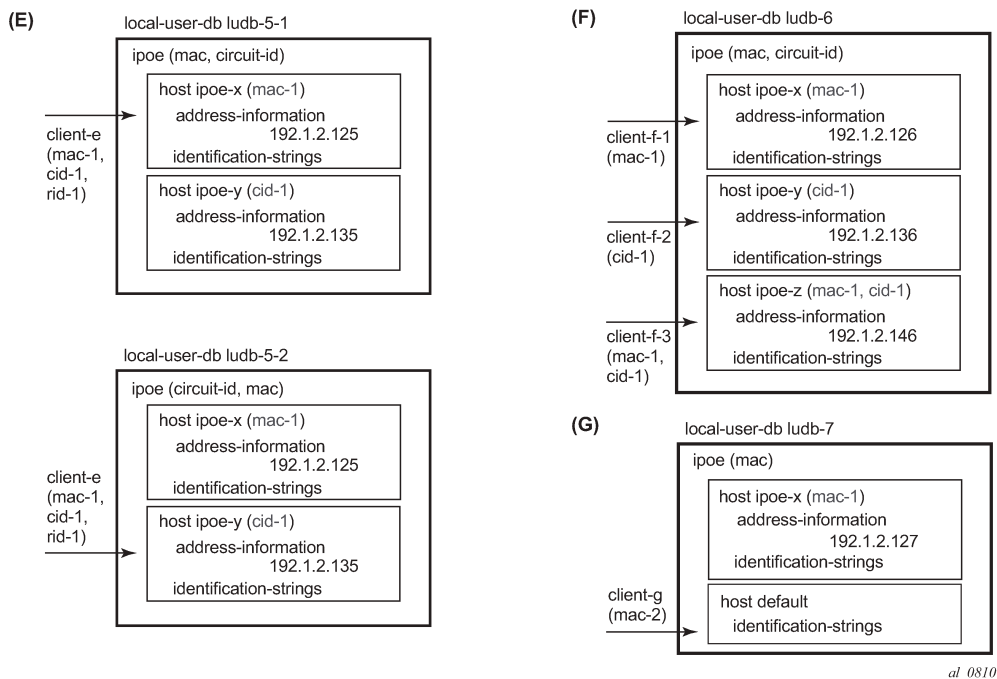 (E)
local-user-db ludb-5-1
ipoe (mac, circuit-id)
host ipoe-x (mac-1)
address-information
192.1.2.125
identification-strings
client-e
(mac-1,
cid-1,
rid-1)
host ipoe-y (cid-1)
address-information
192.1.2.135
identification-strings
local-user-db ludb-5-2
ipoe (circuit-id, mac)
host ipoe-x (mac-1)
address-information
192.1.2.125
identification-strings
client-e
(mac-1,
cid-1,
rid-1)
host ipoe-y (cid-1)
address-information
192.1.2.135
identification-strings
(F)
local-user-db ludb-6
ipoe (mac, circuit-id)
host ipoe-x (mac-1)
address-information
192.1.2.126
identification-strings
client-f-1
(mac-1)
host ipoe-y (cid-1)
address-information
192.1.2.136
identification-strings
client-f-2
(cid-1)
host ipoe-z (mac-1, cid-1)
address-information
192.1.2.146
identification-strings
client-f-3
(mac-1,
cid-1)
(G)
local-user-db ludb-7
ipoe (mac)
host ipoe-x (mac-1)
address-information
192.1.2.127
identification-strings
client-g
(mac-2)
host default
identification-strings
al_0810